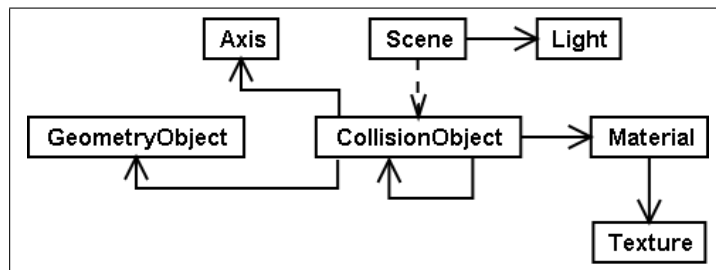 Axis
Scene
Light
GeometryObject
CollisionObject
Material
Texture